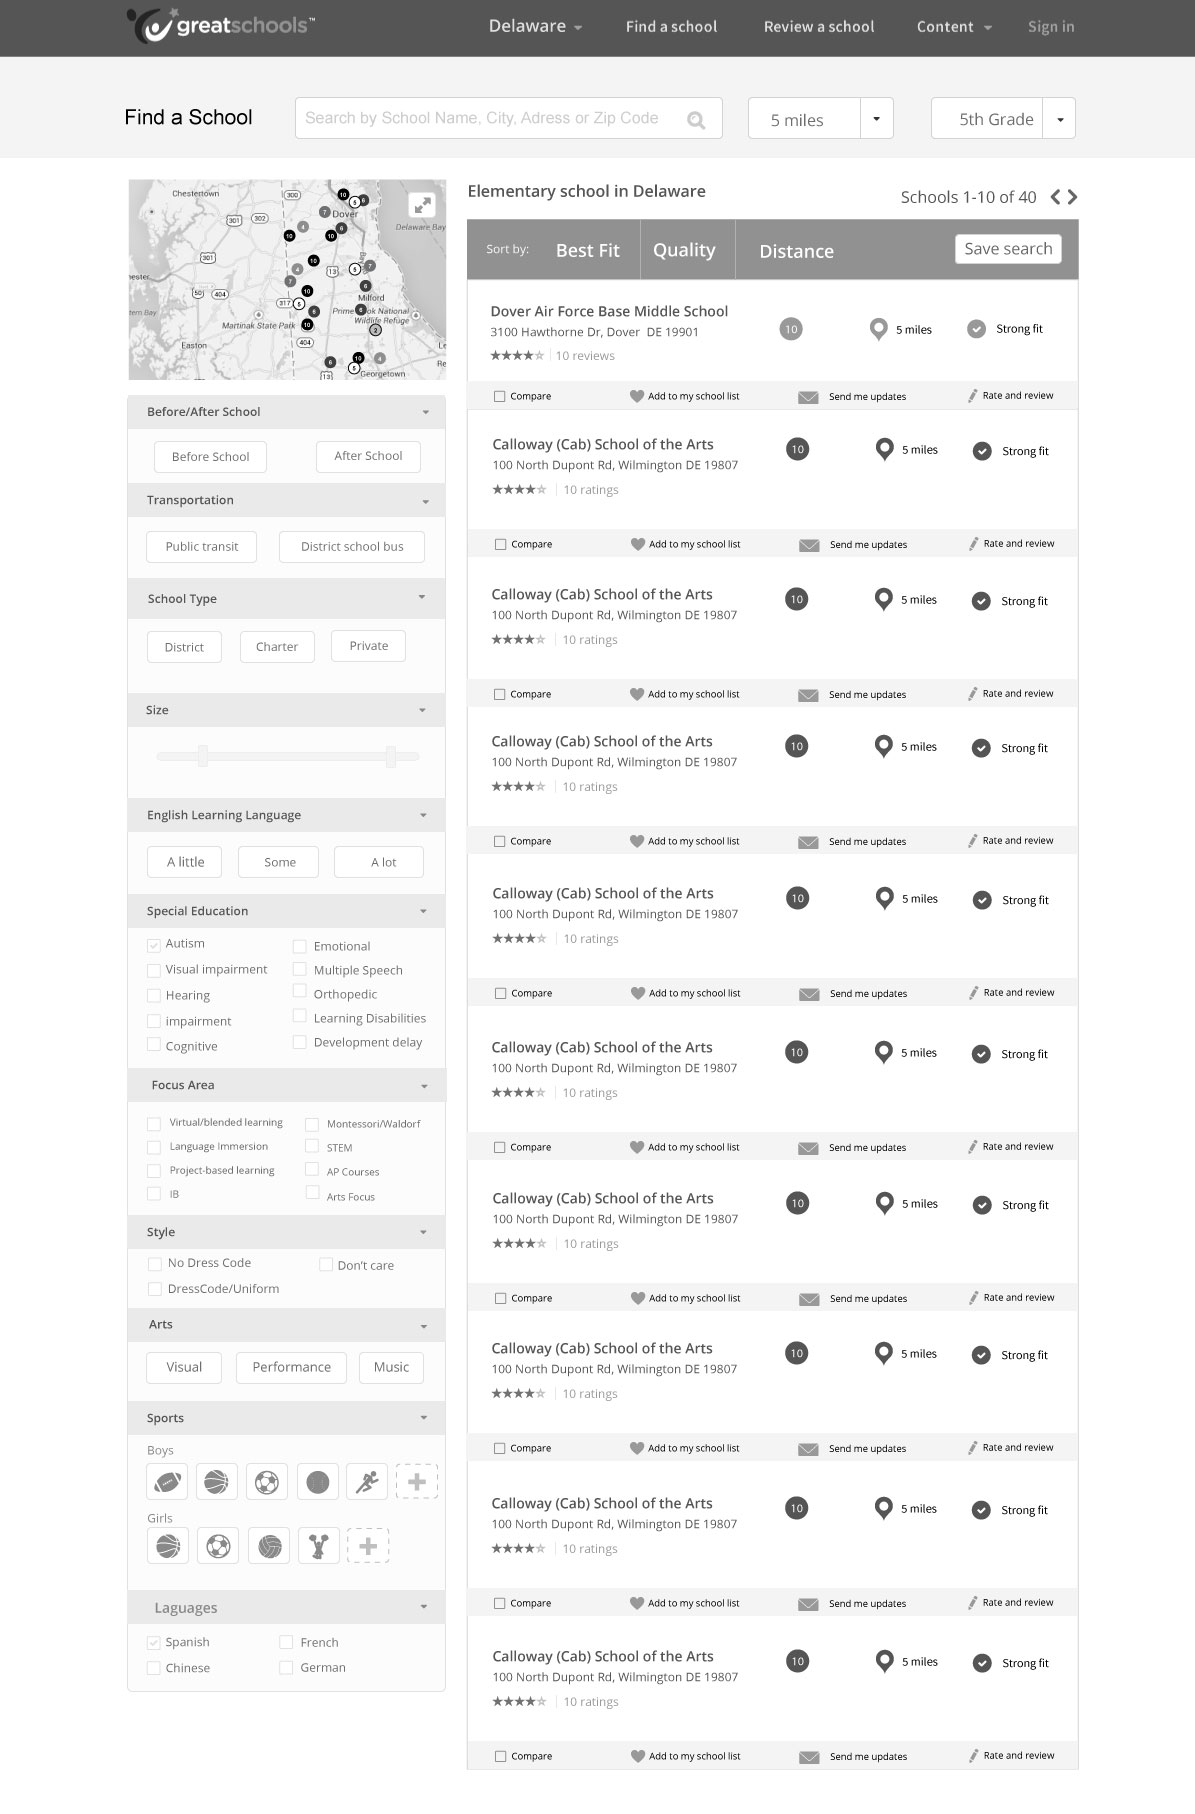 greatschools™
Delaware
Find a school
Review a school
Content
Sign in
Find a School
Search by School Name, City, Adress or Zip Code
5 miles
5th Grade
Chestertown
300
Dover
Delaware Bay
301
302
301
13
50
404
317
Milford
Martinak State Park
Wildlife Refuge
Easton
404
13
Georgetown
Before/After School
Before School
After School
Transportation
Public transit
District school bus
School Type
District
Charter
Private
Size
English Learning Language
A little
Some
A lot
Special Education
Autism
Visual impairment
Hearing
impairment
Cognitive
Emotional
Multiple Speech
Orthopedic
Learning Disabilities
Development delay
Focus Area
Virtual/blended learning
Language Immersion
Project-based learning
IB
Montessori/Waldorf
STEM
AP Courses
Arts Focus
Style
No Dress Code
Don't care
DressCode/Uniform
Arts
Visual
Performance
Music
Sports
Boys
Girls
Laguages
Spanish
French
Chinese
German
Elementary school in Delaware
Schools 1-10 of 40
Sort by:
Best Fit
Quality
Distance
Save search
Dover Air Force Base Middle School
3100 Hawthorne Dr, Dover DE 19901
10 reviews
10
5 miles
Strong fit
Compare
Add to my school list
Send me updates
Rate and review
Calloway (Cab) School of the Arts
100 North Dupont Rd, Wilmington DE 19807
10 ratings
10
5 miles
Strong fit
Compare
Add to my school list
Send me updates
Rate and review
Calloway (Cab) School of the Arts
100 North Dupont Rd, Wilmington DE 19807
10 ratings
10
5 miles
Strong fit
Compare
Add to my school list
Send me updates
Rate and review
Calloway (Cab) School of the Arts
100 North Dupont Rd, Wilmington DE 19807
10 ratings
10
5 miles
Strong fit
Compare
Add to my school list
Send me updates
Rate and review
Calloway (Cab) School of the Arts
100 North Dupont Rd, Wilmington DE 19807
10 ratings
10
5 miles
Strong fit
Compare
Add to my school list
Send me updates
Rate and review
Calloway (Cab) School of the Arts
100 North Dupont Rd, Wilmington DE 19807
10 ratings
10
5 miles
Strong fit
Compare
Add to my school list
Send me updates
Rate and review
Calloway (Cab) School of the Arts
100 North Dupont Rd, Wilmington DE 19807
10 ratings
10
5 miles
Strong fit
Compare
Add to my school list
Send me updates
Rate and review
Calloway (Cab) School of the Arts
100 North Dupont Rd, Wilmington DE 19807
10 ratings
10
5 miles
Strong fit
Compare
Add to my school list
Send me updates
Rate and review
Calloway (Cab) School of the Arts
100 North Dupont Rd, Wilmington DE 19807
10 ratings
10
5 miles
Strong fit
Compare
Add to my school list
Send me updates
Rate and review
Calloway (Cab) School of the Arts
100 North Dupont Rd, Wilmington DE 19807
10 ratings
10
5 miles
Strong fit
Compare
Add to my school list
Send me updates
Rate and review